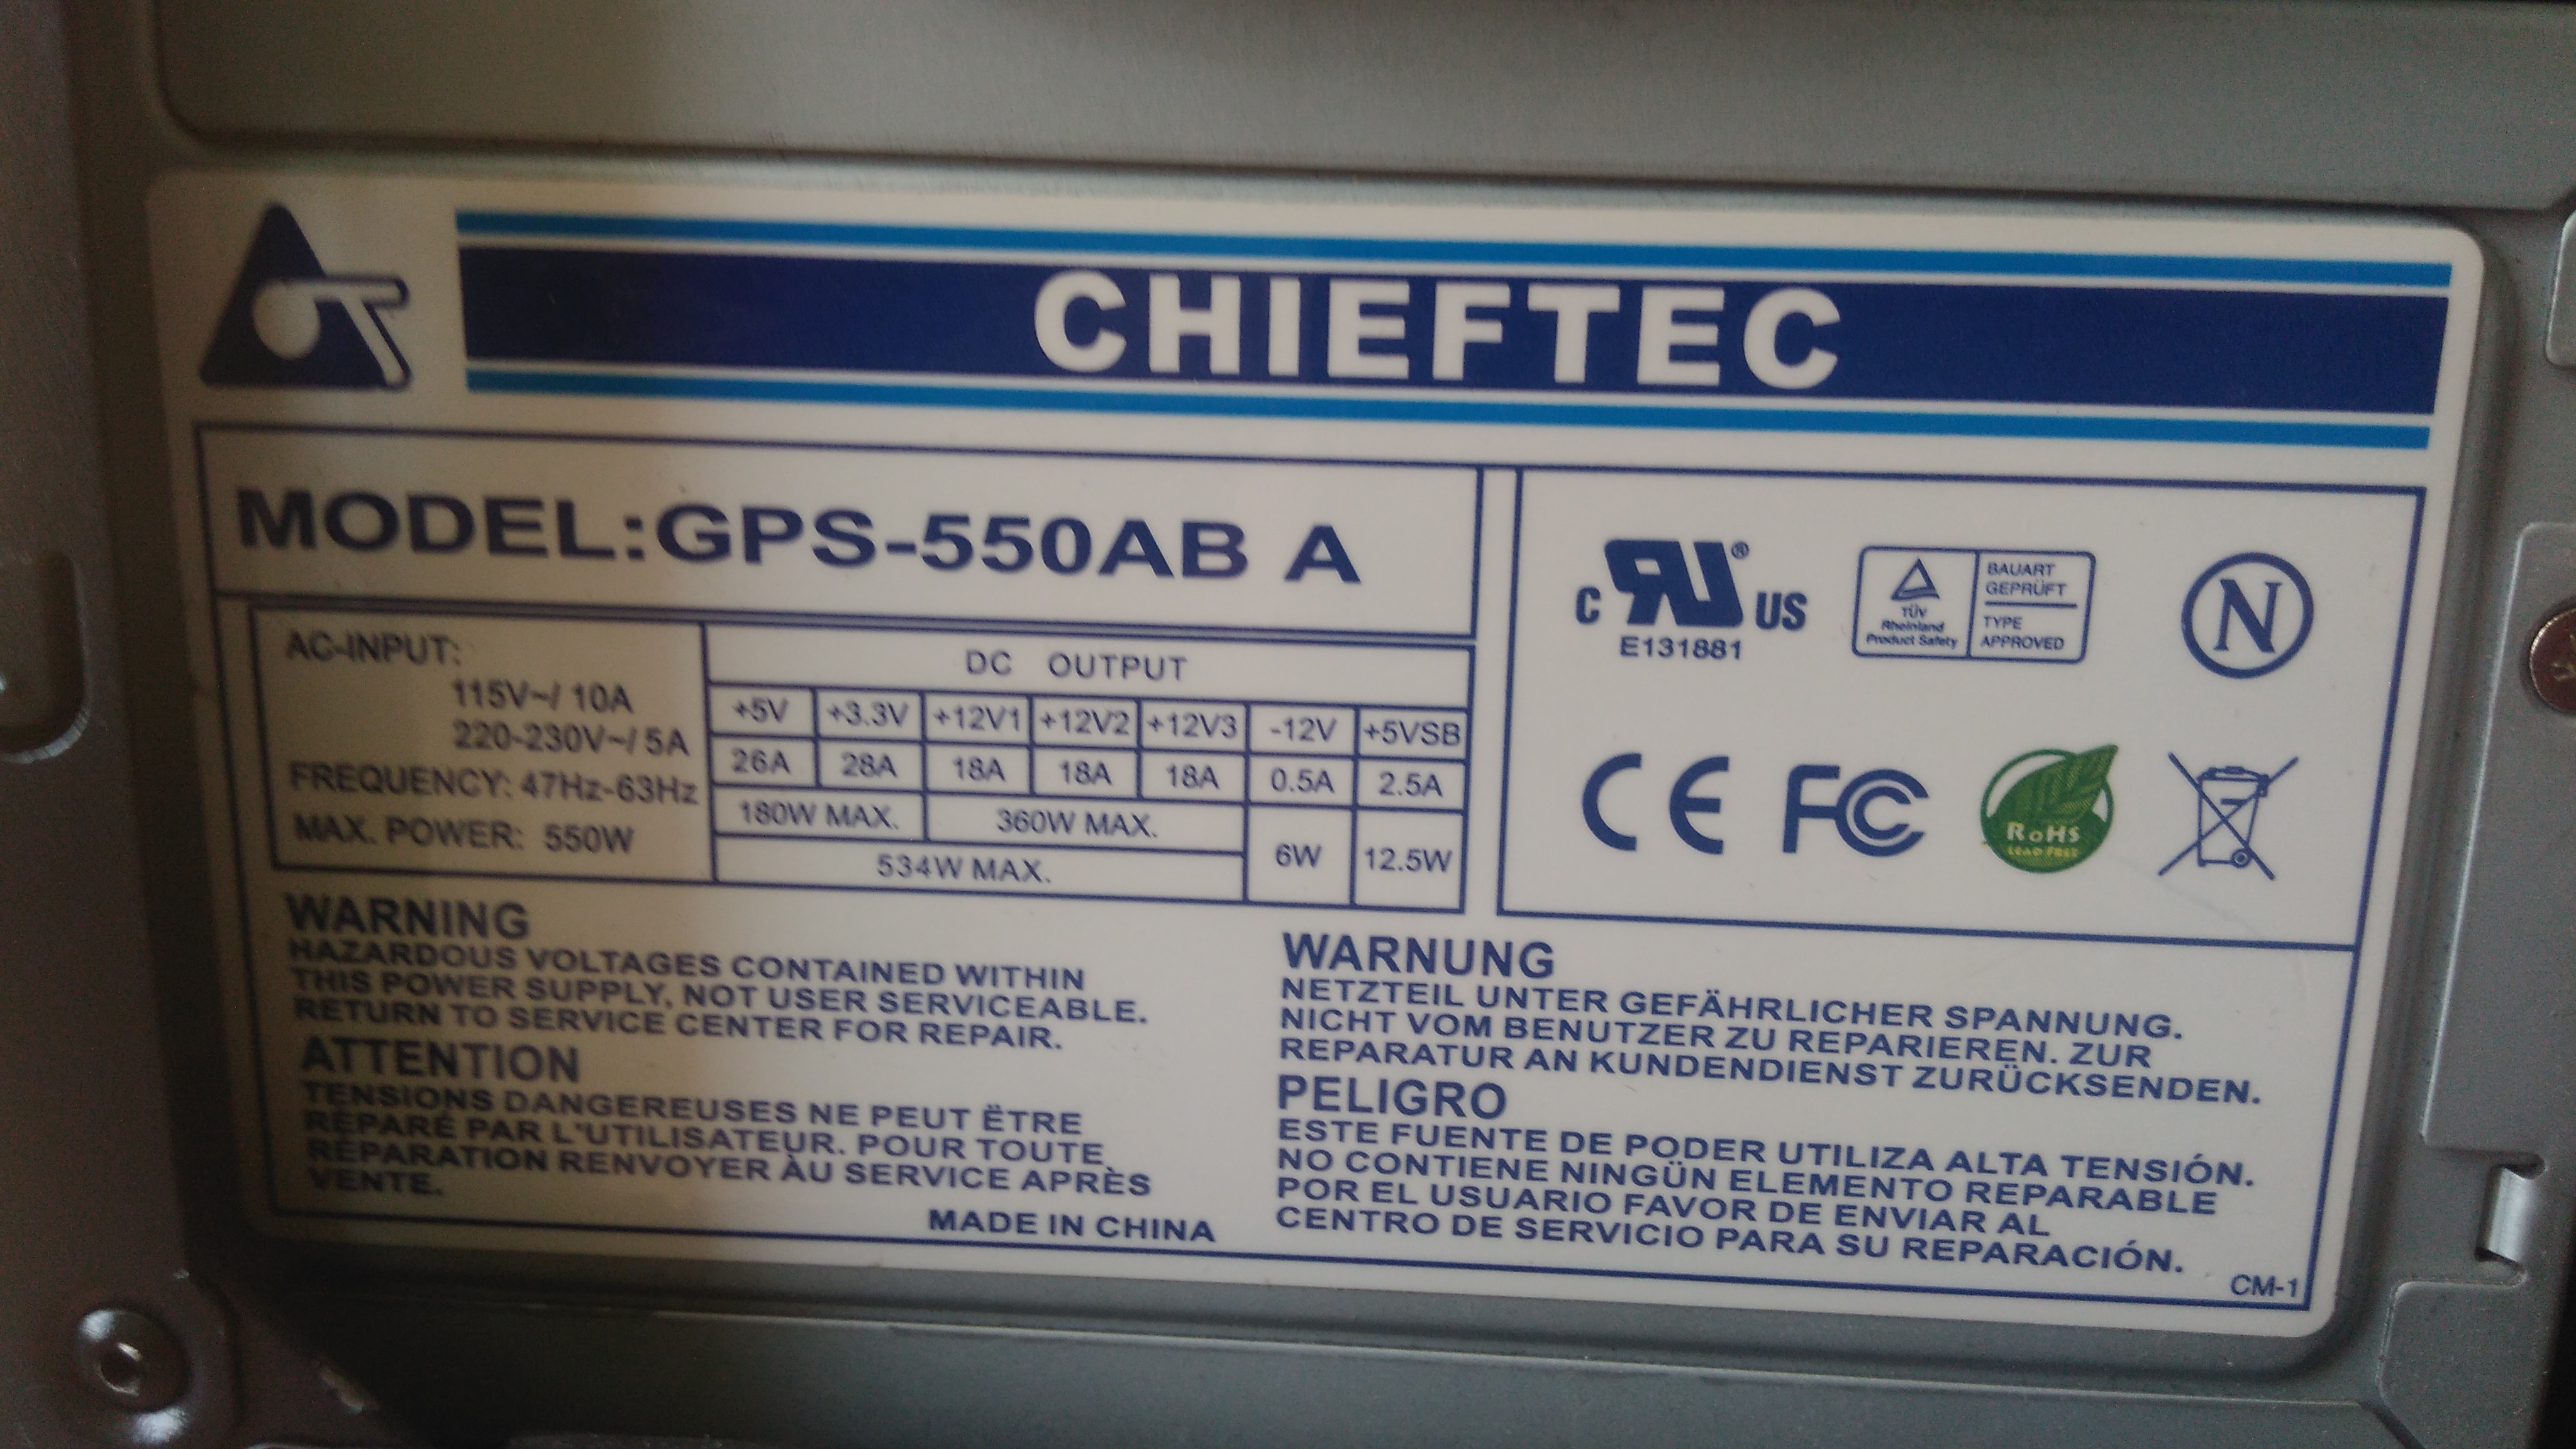 CHIEFTEC
MODEL:GPS-550AB A
AC-INPUT:
115V~/ 10A
220-230V~/ 5A
FREQUENCY: 47Hz-63Hz
MAX. POWER: 550W
DC OUTPUT
+5V +3.3V +12V1 +12V2 +12V3 -12V +5VSB
26A 28A 18A 18A 18A 0.5A 2.5A
180W MAX. 360W MAX. 6W 12.5W
534W MAX.
C RU® US
E131881
TÜV
Rheinland
Product Safety
BAUART
GEPRÜFT
TYPE
APPROVED
N
CE FC
RoHS
LEAD FREE
WARNING
HAZARDOUS VOLTAGES CONTAINED WITHIN
THIS POWER SUPPLY, NOT USER SERVICEABLE.
RETURN TO SERVICE CENTER FOR REPAIR.
ATTENTION
TENSIONS DANGEREUSES NE PEUT ËTRE
RÉPARÉ PAR L'UTILISATEUR. POUR TOUTE
RÉPARATION RENVOYER ÀU SERVICE APRÈS
VENTE.
MADE IN CHINA
WARNUNG
NETZTEIL UNTER GEFÄHRLICHER SPANNUNG.
NICHT VOM BENUTZER ZU REPARIEREN. ZUR
REPARATUR AN KUNDENDIENST ZURÜCKSENDEN.
PELIGRO
ESTE FUENTE DE PODER UTILIZA ALTA TENSIÓN.
NO CONTIENE NINGÜN ELEMENTO REPARABLE
POR EL USUARIO FAVOR DE ENVIAR AL
CENTRO DE SERVICIO PARA SU REPARACIÓN.
CM-1